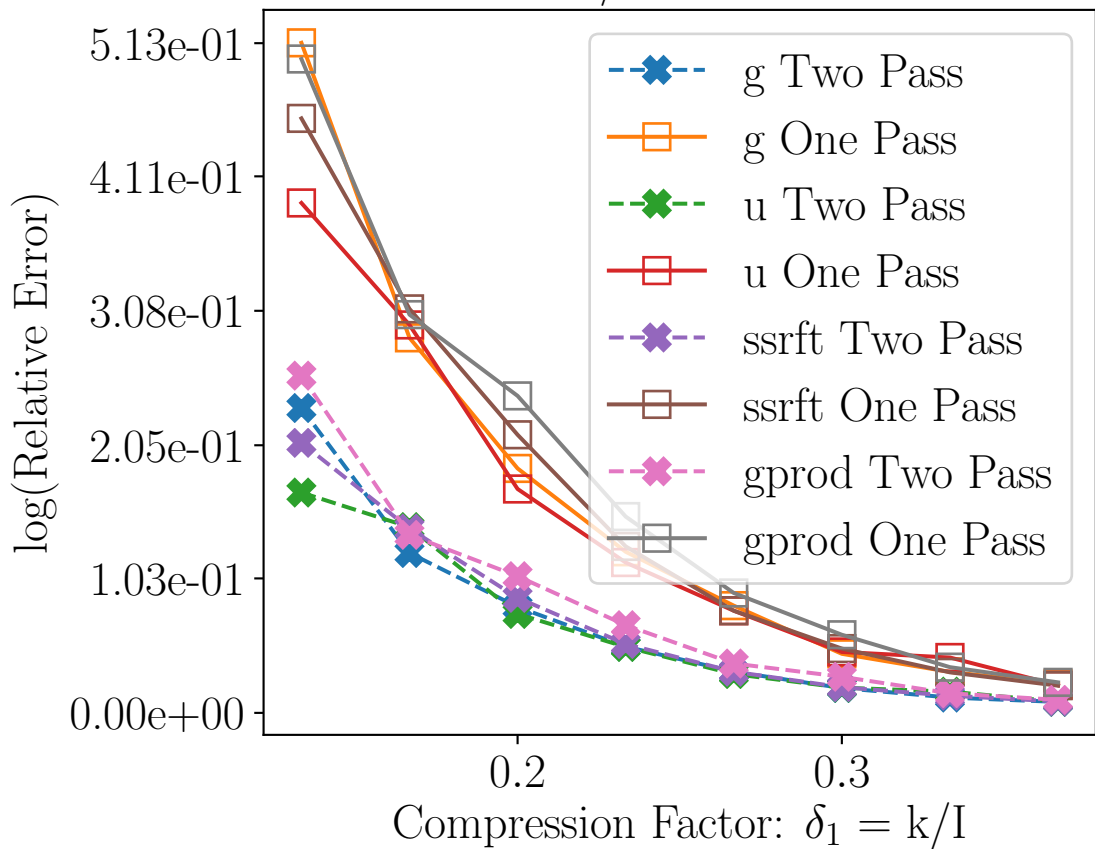 5.13e-01
4.11e-01
3.08e-01
2.05e-01
1.03e-01
0.00e+00
log(Relative Error)
g Two Pass
g One Pass
u Two Pass
u One Pass
ssrft Two Pass
ssrft One Pass
gprod Two Pass
gprod One Pass
0.2 0.3
Compression Factor: δ₁ = k/I